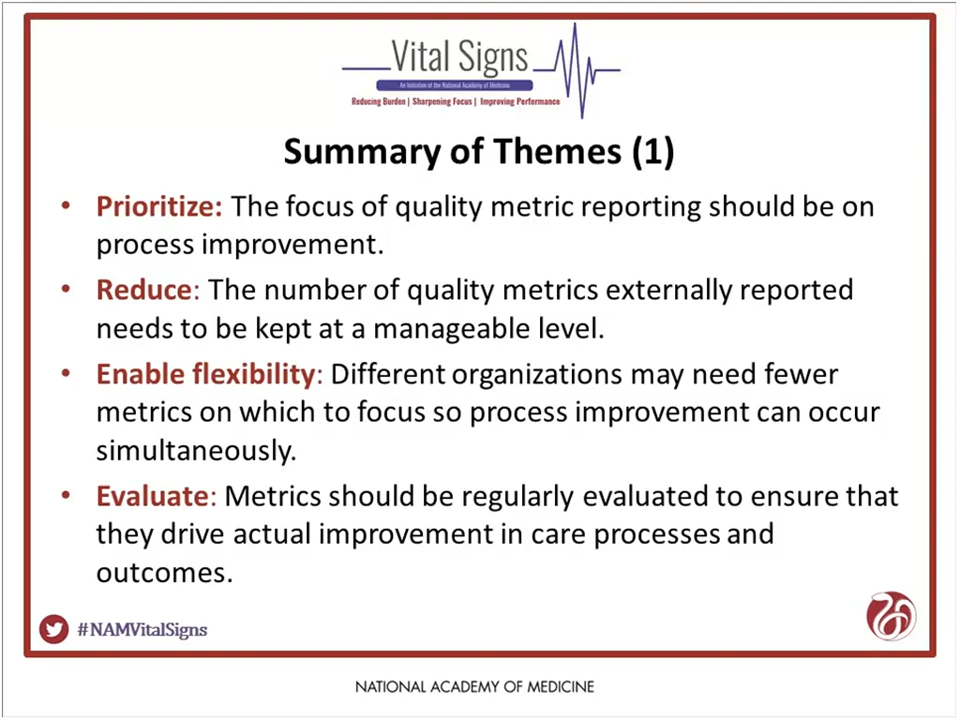 Vital Signs
An Initiative of the National Academy of Medicine
Reducing Burden | Sharpening Focus | Improving Performance
Summary of Themes (1)
• Prioritize: The focus of quality metric reporting should be on
process improvement.
• Reduce: The number of quality metrics externally reported
needs to be kept at a manageable level.
• Enable flexibility: Different organizations may need fewer
metrics on which to focus so process improvement can occur
simultaneously.
• Evaluate: Metrics should be regularly evaluated to ensure that
they drive actual improvement in care processes and
outcomes.
#NAMVitalSigns
NATIONAL ACADEMY OF MEDICINE